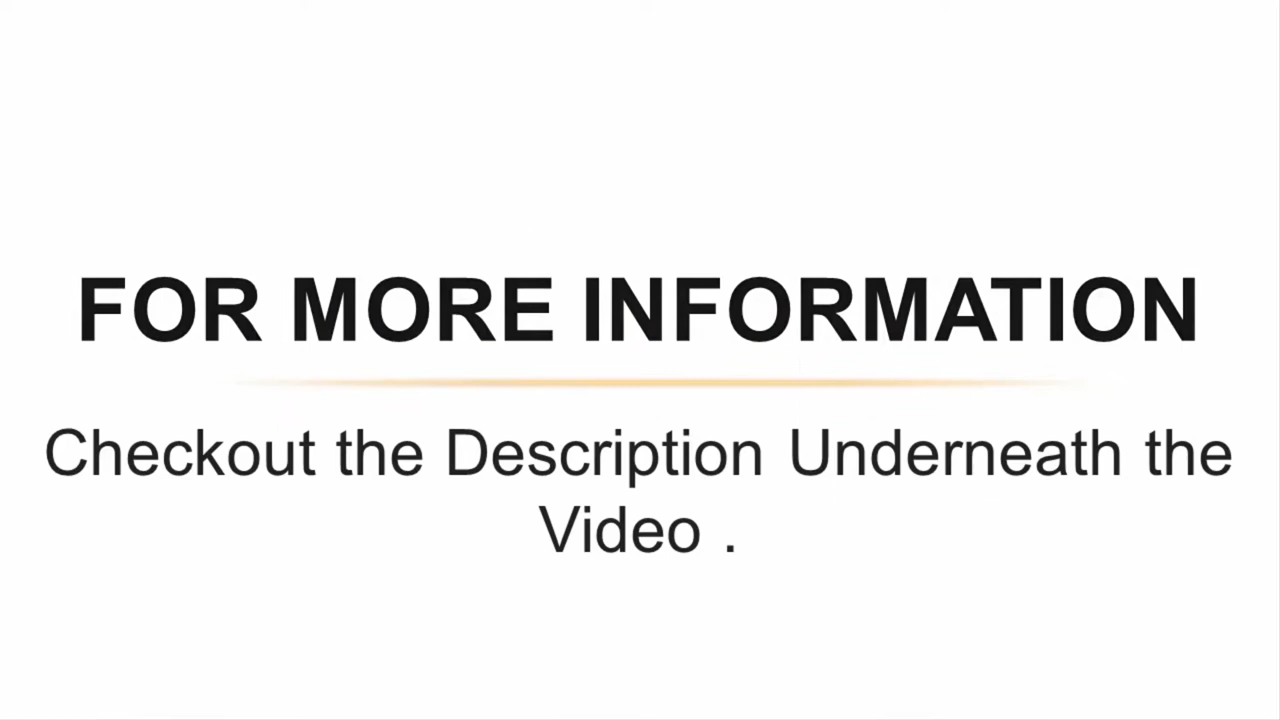 FOR MORE INFORMATION
Checkout the Description Underneath the
Video .